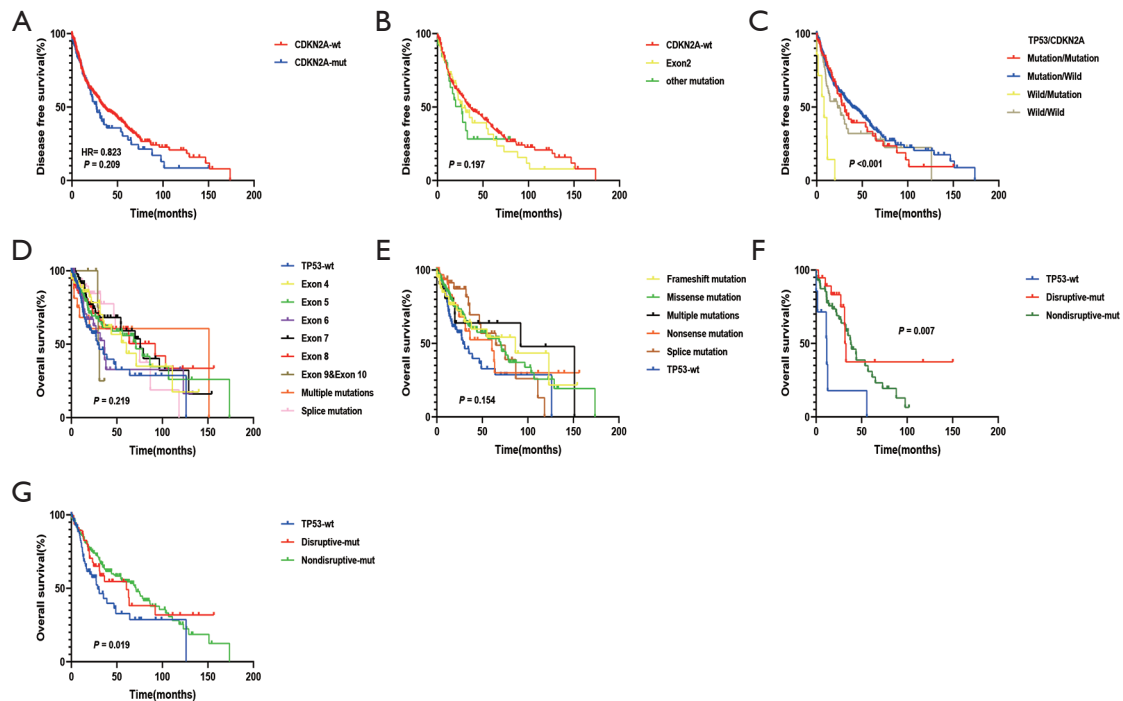 A
Disease free survival(%)
100
50
0
HR= 0.823
P = 0.209
0 50 100 150 200
Time(months)
CDKN2A-wt
CDKN2A-mut
B
Disease free survival(%)
100
50
0
P = 0.197
0 50 100 150 200
Time(months)
CDKN2A-wt
Exon2
other mutation
C
Disease free survival(%)
100
50
0
P <0.001
0 50 100 150 200
Time(months)
TP53/CDKN2A
Mutation/Mutation
Mutation/Wild
Wild/Mutation
Wild/Wild
D
Overall survival(%)
100
50
0
P = 0.219
0 50 100 150 200
Time(months)
TP53-wt
Exon 4
Exon 5
Exon 6
Exon 7
Exon 8
Exon 9&Exon 10
Multiple mutations
Splice mutation
E
Overall survival(%)
100
50
0
P = 0.154
0 50 100 150 200
Time(months)
Frameshift mutation
Missense mutation
Multiple mutations
Nonsense mutation
Splice mutation
TP53-wt
F
Overall survival(%)
100
50
0
P = 0.007
0 50 100 150 200
Time(months)
TP53-wt
Disruptive-mut
Nondisruptive-mut
G
Overall survival(%)
100
50
0
P = 0.019
0 50 100 150 200
Time(months)
TP53-wt
Disruptive-mut
Nondisruptive-mut